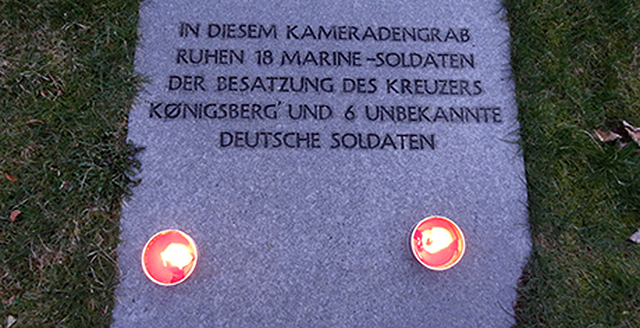 IN DIESEM KAMERADENGRAB
RUHEN 18 MARINE-SOLDATEN
DER BESATZUNG DES KREUZERS
'KØNIGSBERG' UND 6 UNBEKANNTE
DEUTSCHE SOLDATEN